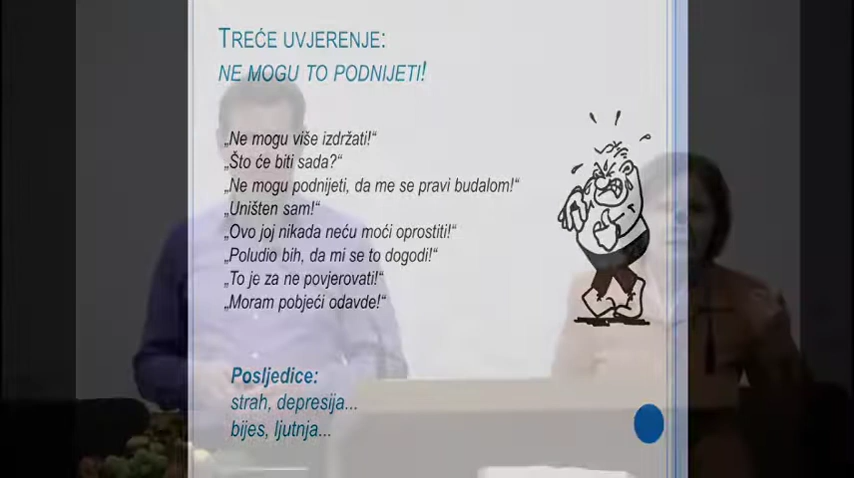 TREĆE UVJERENJE:
NE MOGU TO PODNIJETI!
„Ne mogu više izdržati!“
„Što će biti sada?“
„Ne mogu podnijeti, da me se pravi budalom!“
„Uništen sam!“
„Ovo joj nikada neću moći oprostiti!“
„Poludio bih, da mi se to dogodi!“
„To je za ne povjerovati!“
„Moram pobjeći odavde!“
Posljedice:
strah, depresija...
bijes, ljutnja...